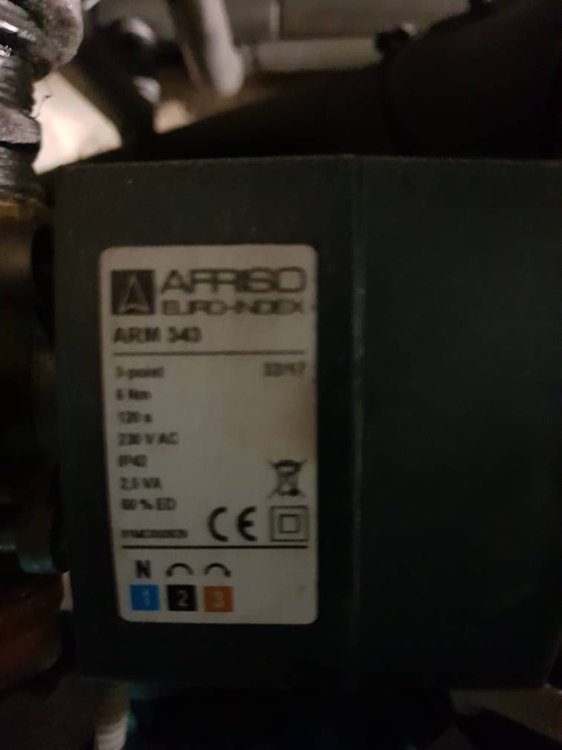 AFRISO
EURO-INDEX
ARM 343
3-point
6 Nm
120 s
230 V AC
IP42
2,5 VA
60 % ED
CE
N
1 2 3